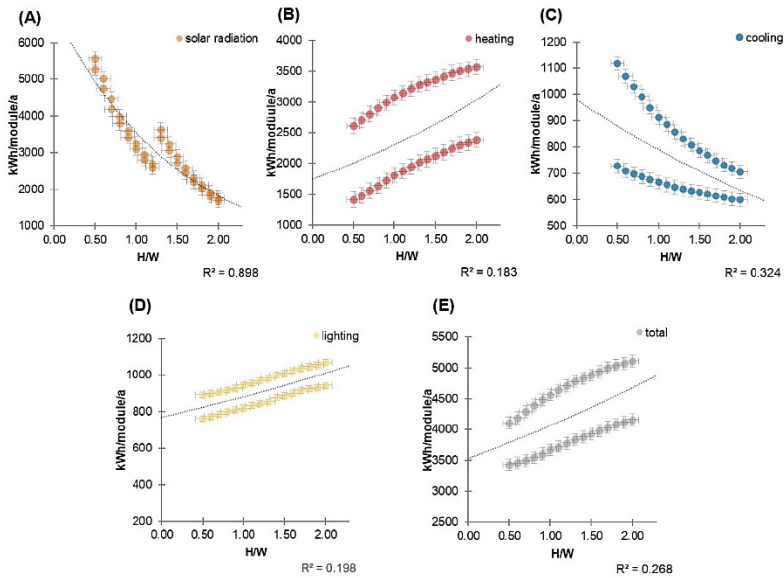 (A)
solar radiation
6000
5000
4000
3000
2000
1000
kWh/module/a
0.00 0.50 1.00 1.50 2.00
H/W
R² = 0.898
(B)
heating
4000
3500
3000
2500
2000
1500
1000
kWh/modüule/a
0.00 0.50 1.00 1.50 2.00
H/W
R² = 0.183
(C)
cooling
1200
1100
1000
900
800
700
600
500
kWh/module/a
0.00 0.50 1.00 1.50 2.00
H/W
R² = 0.324
(D)
lighting
1200
1000
800
600
400
200
kWh/module/a
0.00 0.50 1.00 1.50 2.00
H/W
R² = 0.198
(E)
total
5500
5000
4500
4000
3500
3000
2500
kWh/module/a
0.00 0.50 1.00 1.50 2.00
H/W
R² = 0.268